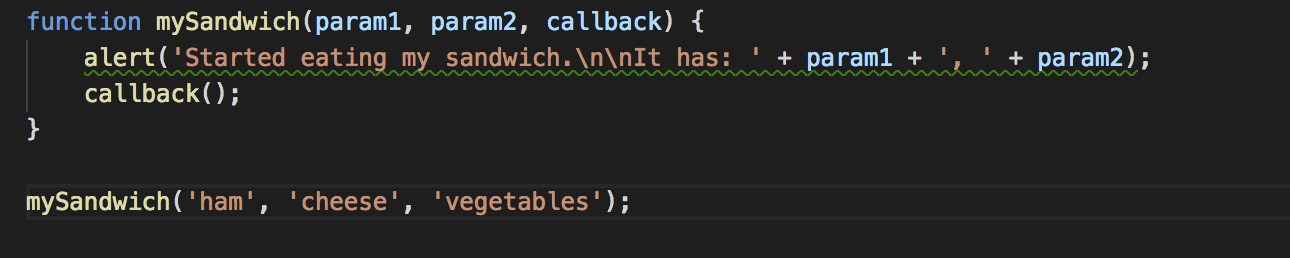 function mySandwich(param1, param2, callback) {
    alert('Started eating my sandwich.\n\nIt has: ' + param1 + ', ' + param2);
    callback();
}
mySandwich('ham', 'cheese', 'vegetables');